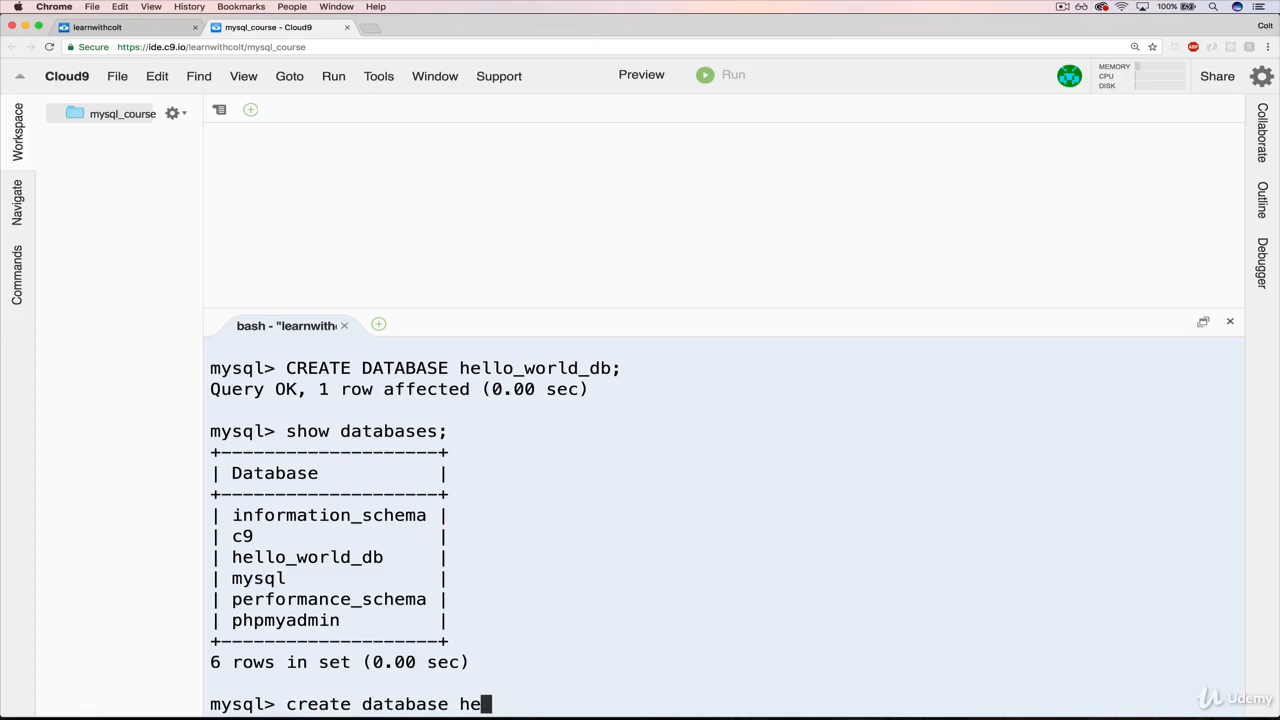 Chrome File Edit View History Bookmarks People Window Help 100%
learnwithcolt
mysql_course - Cloud9
Colt
Secure https://ide.c9.io/learnwithcolt/mysql_course
Cloud9 File Edit Find View Goto Run Tools Window Support Preview Run
MEMORY
CPU
DISK
Share
Workspace
Navigate
Commands
mysql_course
Collaborate
Outline
Debugger
bash - "learnwith
mysql> CREATE DATABASE hello_world_db;
Query OK, 1 row affected (0.00 sec)
mysql> show databases;
+--------------------+
| Database           |
+--------------------+
| information_schema |
| c9                 |
| hello_world_db     |
| mysql              |
| performance_schema |
| phpmyadmin         |
+--------------------+
6 rows in set (0.00 sec)
mysql> create database he
Udemy